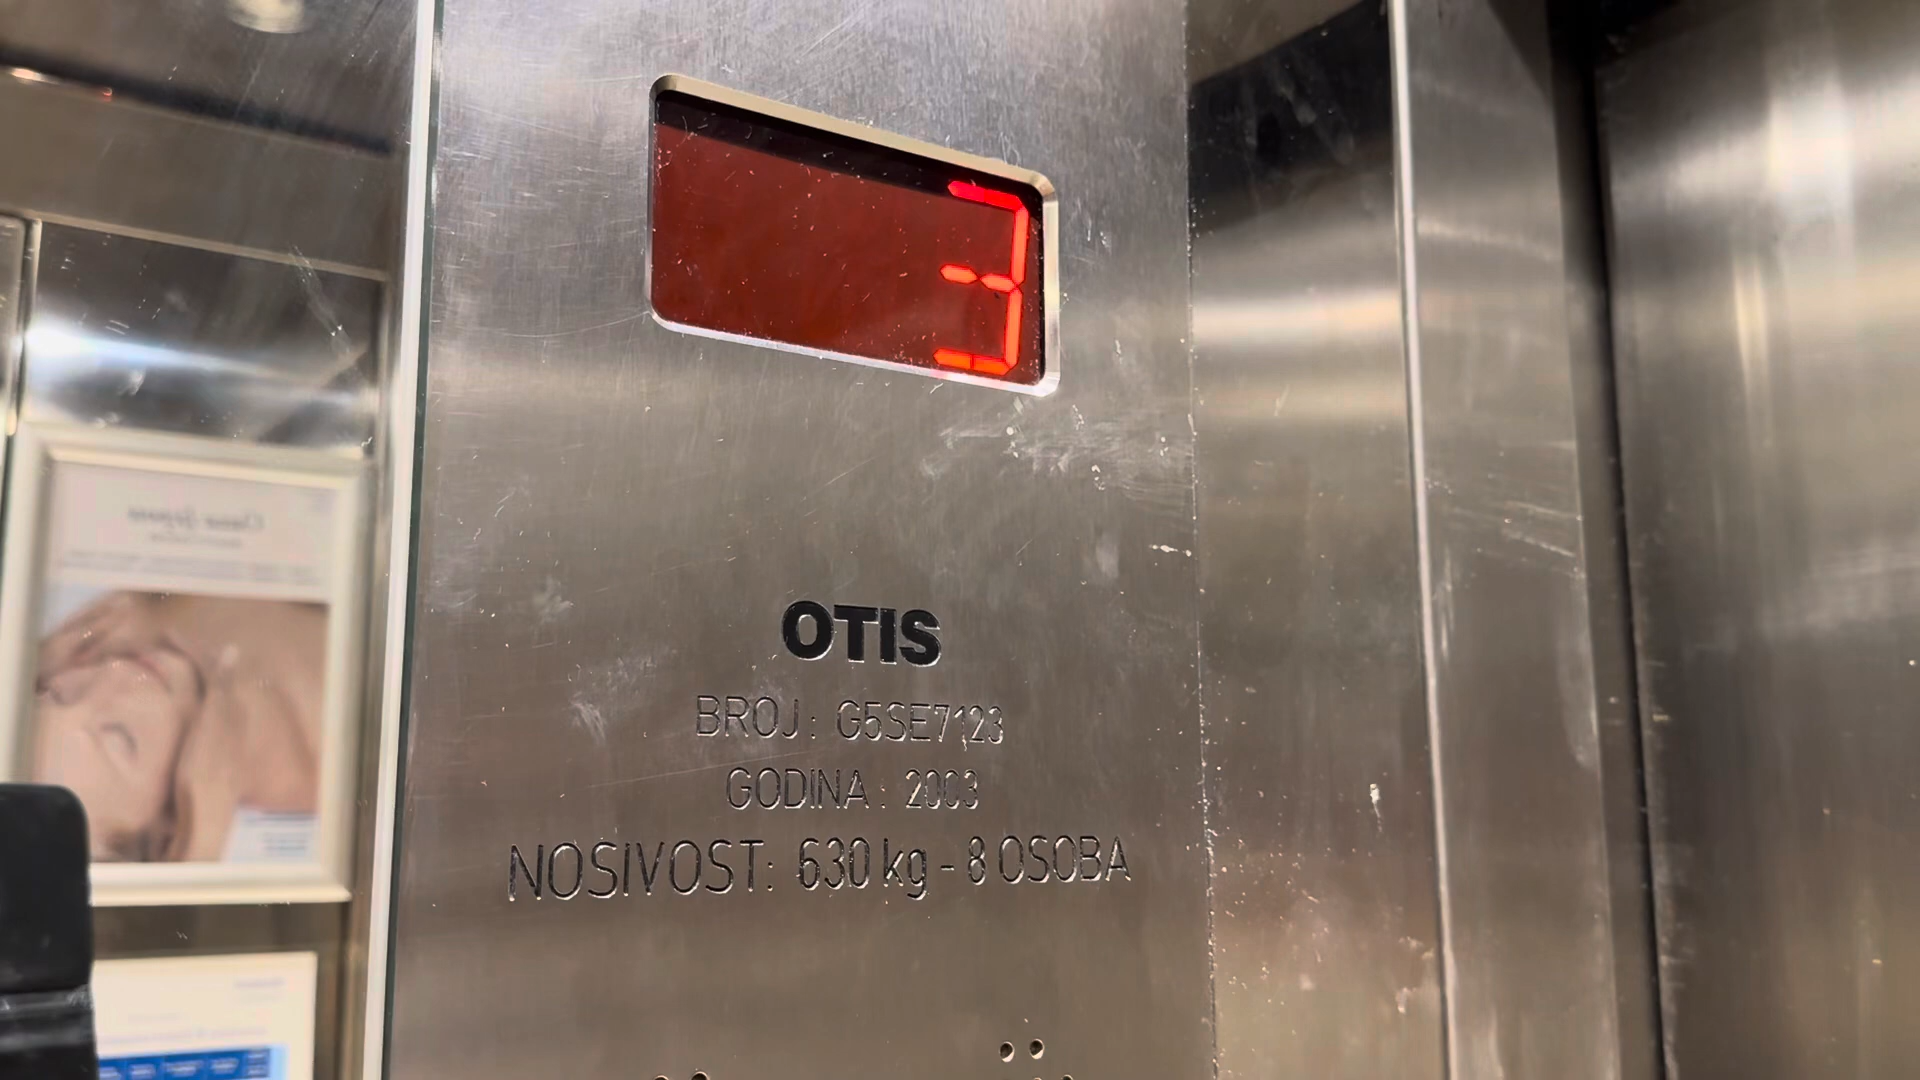 3
OTIS
BROJ: G5SE7123
GODINA: 2003
NOSIVOST: 630 kg - 8 OSOBA